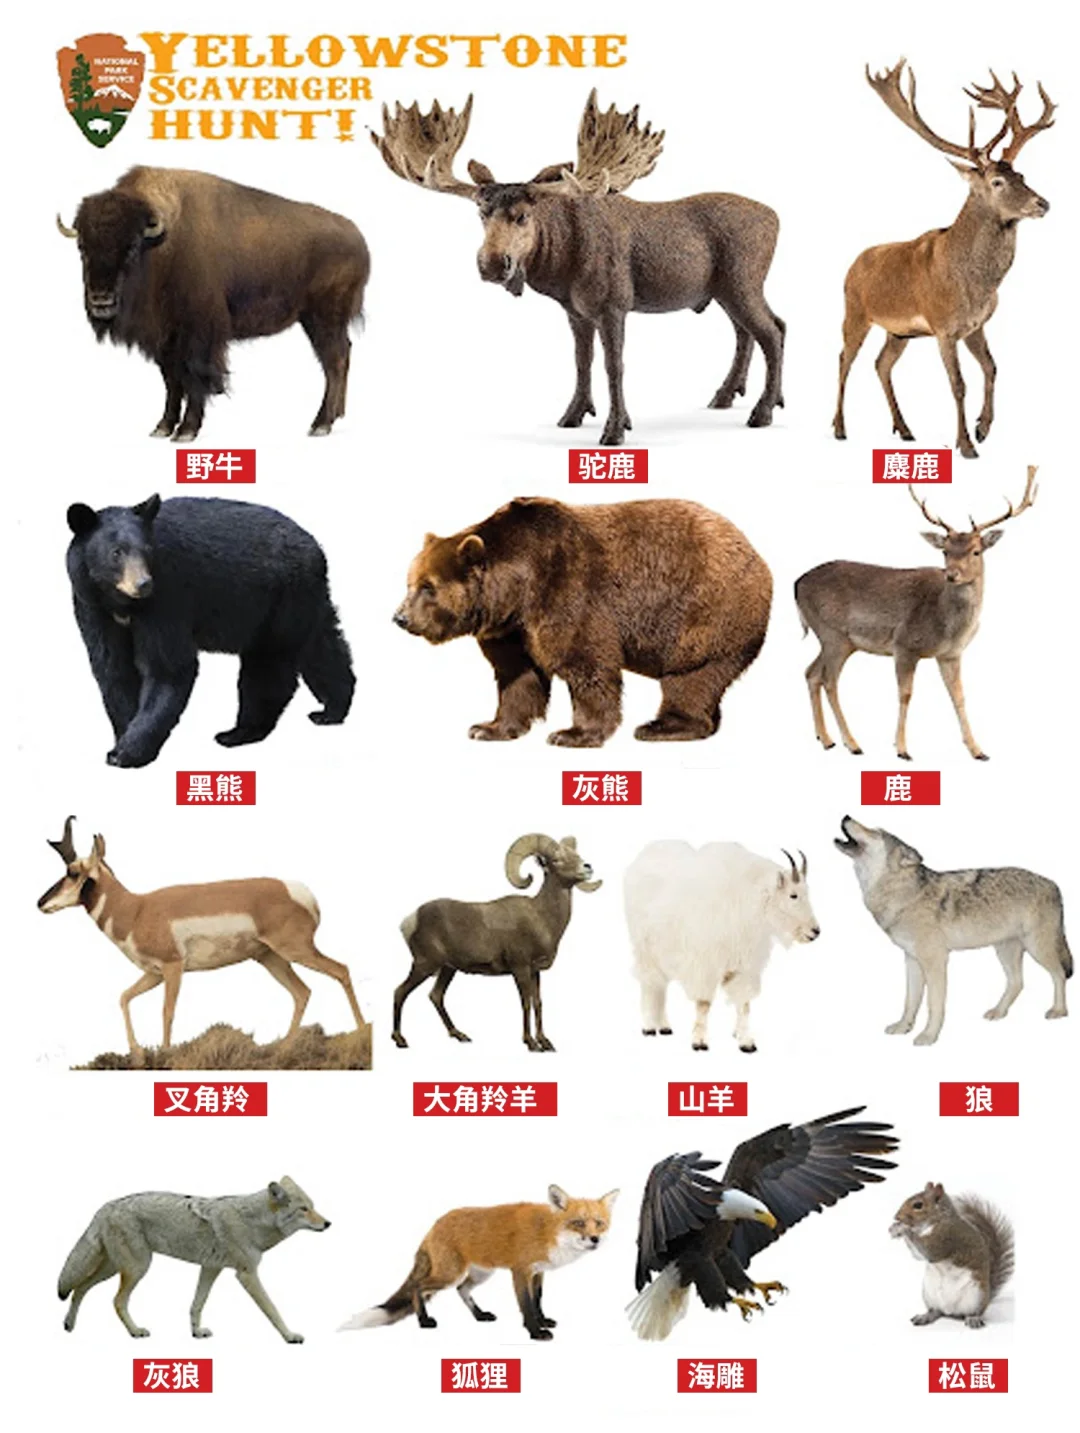 NATIONAL
PARK
SERVICE
YELLOWSTONE
SCAVENGER
HUNT!
野牛
驼鹿
麋鹿
黑熊
灰熊
鹿
叉角羚
大角羚羊
山羊
狼
灰狼
狐狸
海雕
松鼠